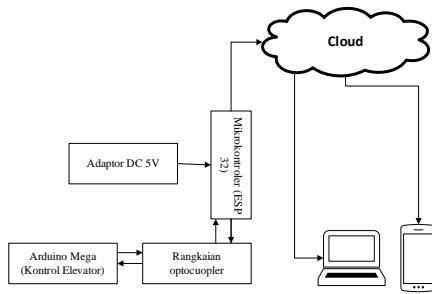 Cloud
Mikrokontroler (ESP
32)
Adaptor DC 5V
Arduino Mega
(Kontrol Elevator)
Rangkaian
optocuopler